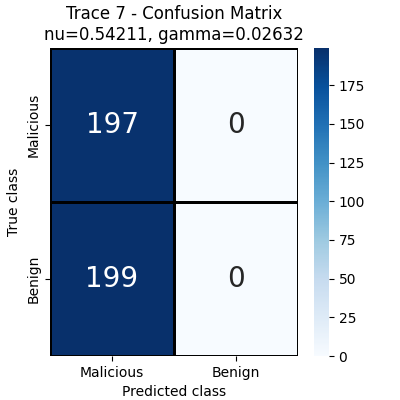 Trace 7 - Confusion Matrix
nu=0.54211, gamma=0.02632
True class
Malicious
197
0
Benign
199
0
Malicious
Benign
Predicted class
175
150
125
100
75
50
25
0